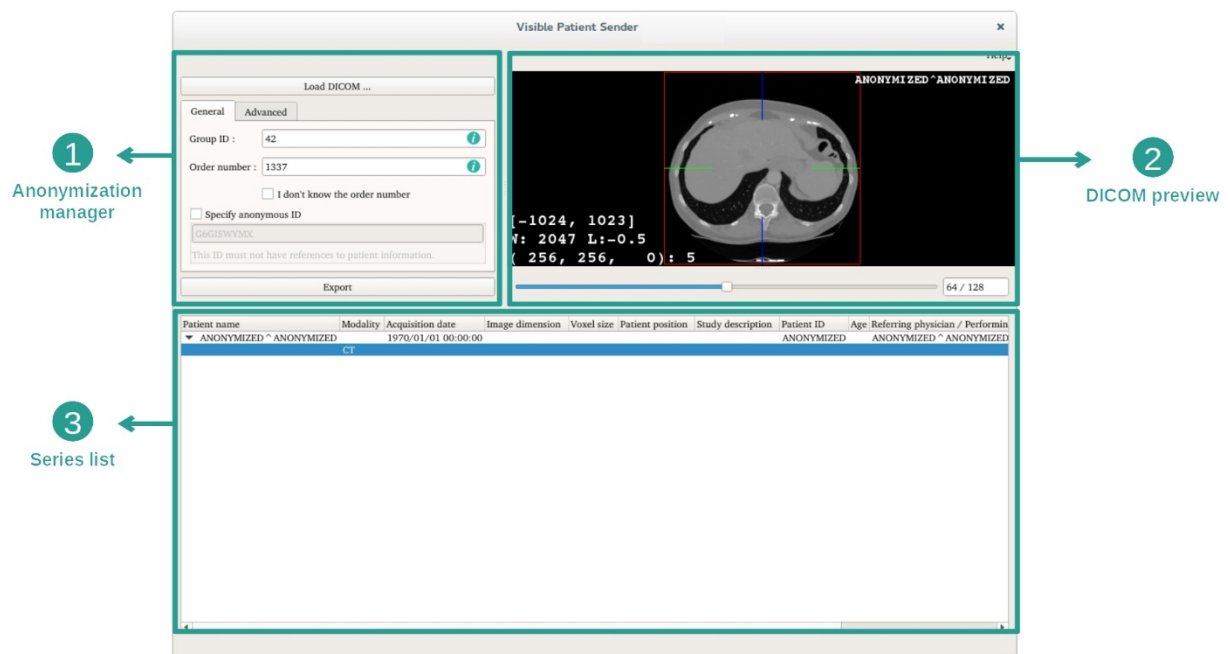 Visible Patient Sender
Load DICOM ...
General Advanced
Group ID : 42
Order number : 1337
I don't know the order number
Specify anonymous ID
G6GISWYMX
This ID must not have references to patient information.
Export
1
Anonymization
manager
Help
ANONYMIZED^ANONYMIZED
[-1024, 1023]
W: 2047 L:-0.5
( 256, 256, 0): 5
64 / 128
2
DICOM preview
Patient name Modality Acquisition date Image dimension Voxel size Patient position Study description Patient ID Age Referring physician / Performin
ANONYMIZED ^ ANONYMIZED 1970/01/01 00:00:00 ANONYMIZED ANONYMIZED ^ ANONYMIZED
CT
3
Series list